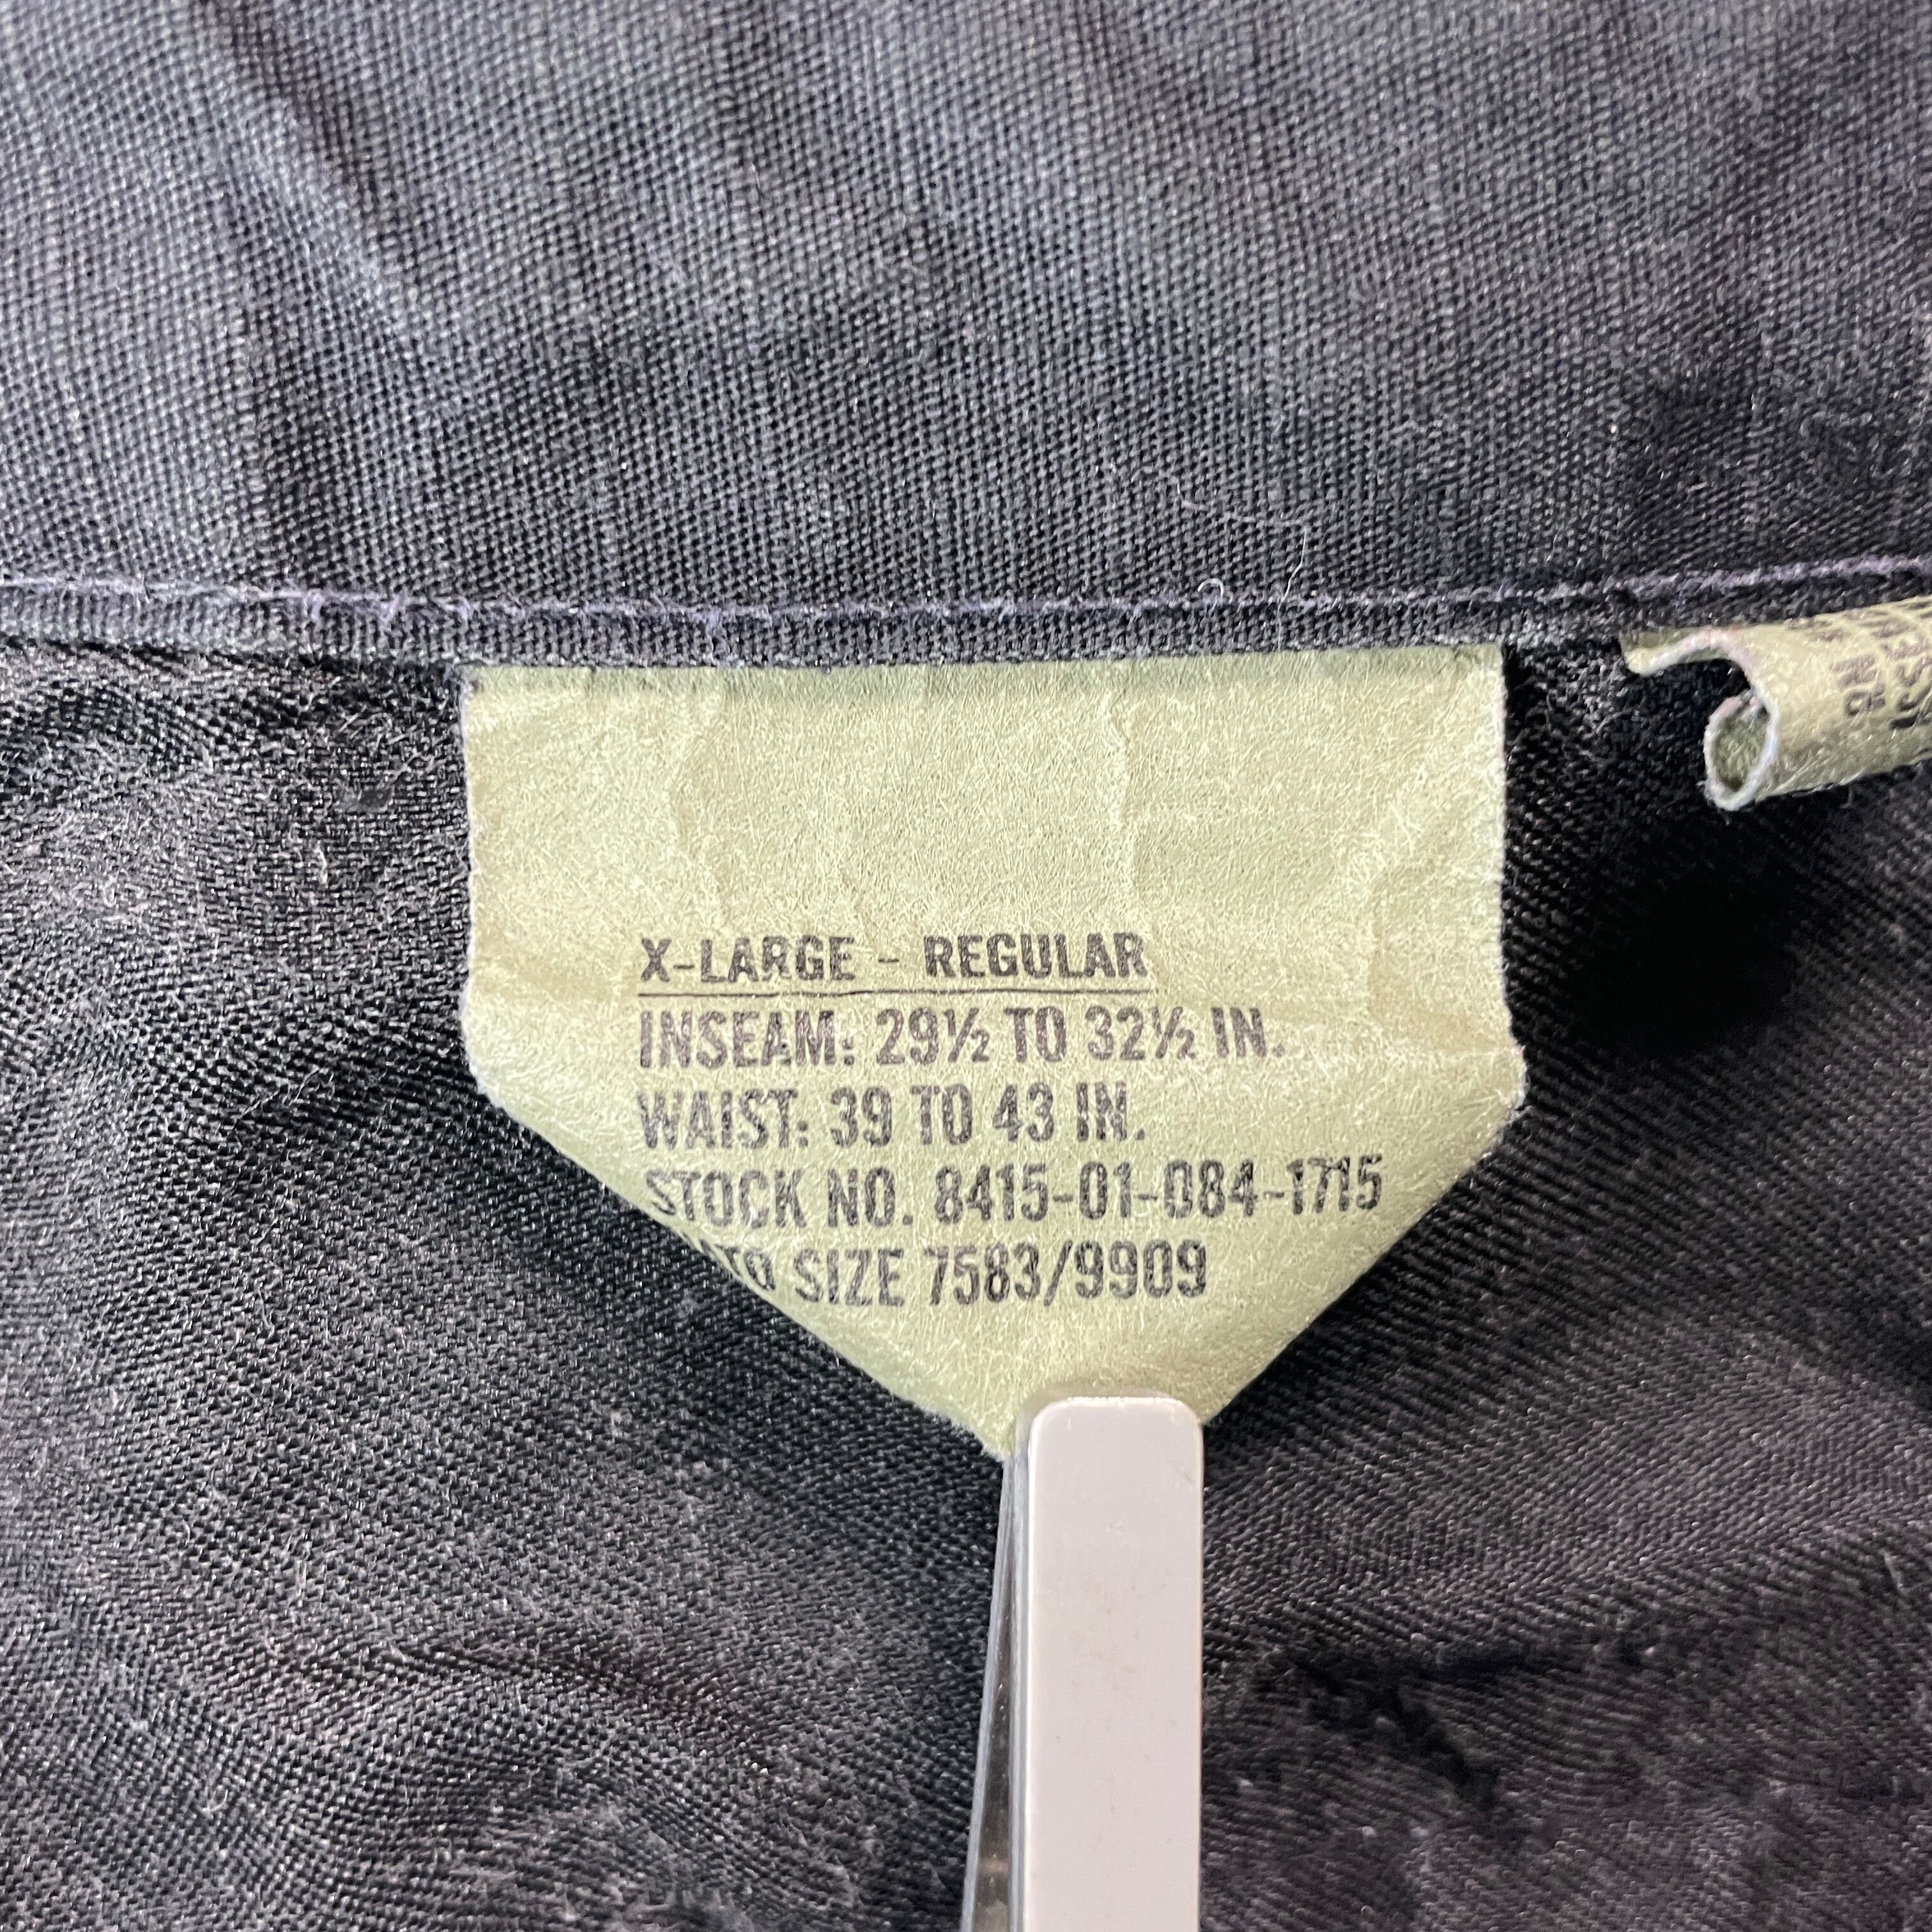 X-LARGE - REGULAR
INSEAM: 29½ TO 32½ IN.
WAIST: 39 TO 43 IN.
STOCK NO. 8415-01-084-1715
SIZE 7583/9909